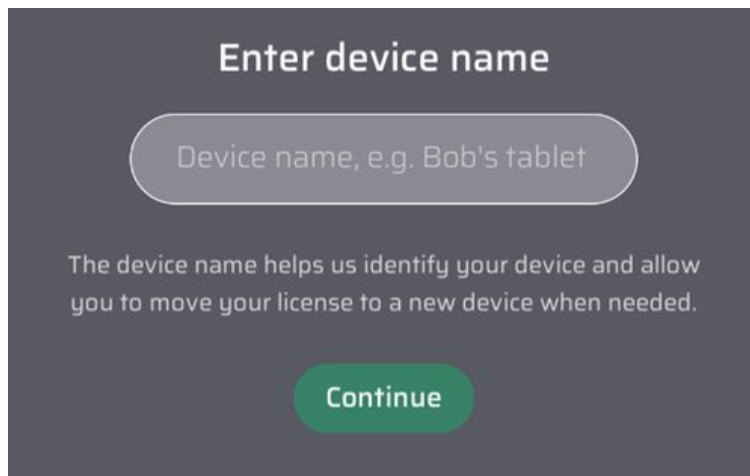 Enter device name
Device name, e.g. Bob's tablet
The device name helps us identify your device and allow
you to move your license to a new device when needed.
Continue